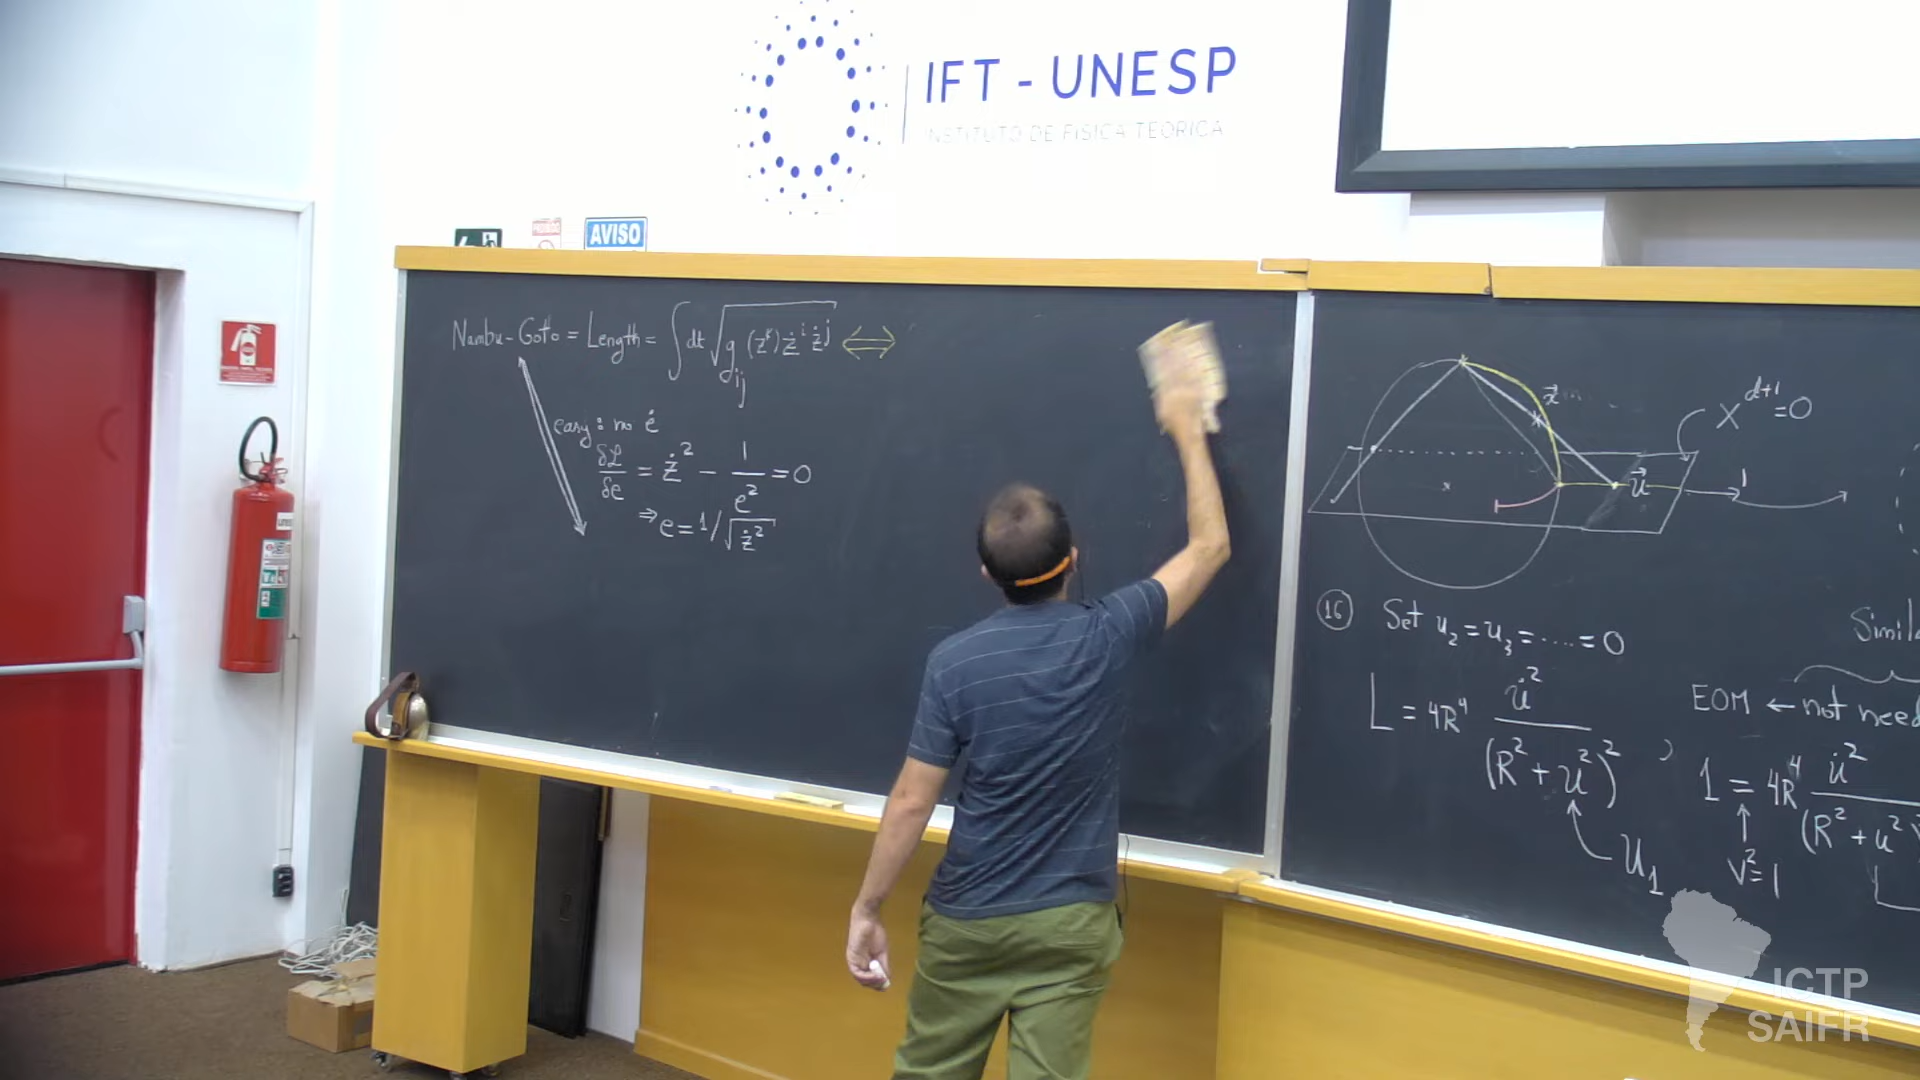 IFT - UNESP
INSTITUTO DE FÍSICA TEÓRICA
AVISO
Nambu-Goto = Length = ∫dt √(g_ij (z^k) ż^i ż^j) ⟺
easy: no ė
δℒ/δe = ż² − 1/e² = 0
⇒ e = 1/√(ż²)
x⃗
X^{d+1} = 0
u⃗
1
(16) Set u₂ = u₃ = ..... = 0
L = 4R⁴ u̇²/(R² + u²)² ,
u₁
EOM ← not
1 = 4R⁴ u̇²/(R² + u²)
v² = 1
ICTP
SAIFR